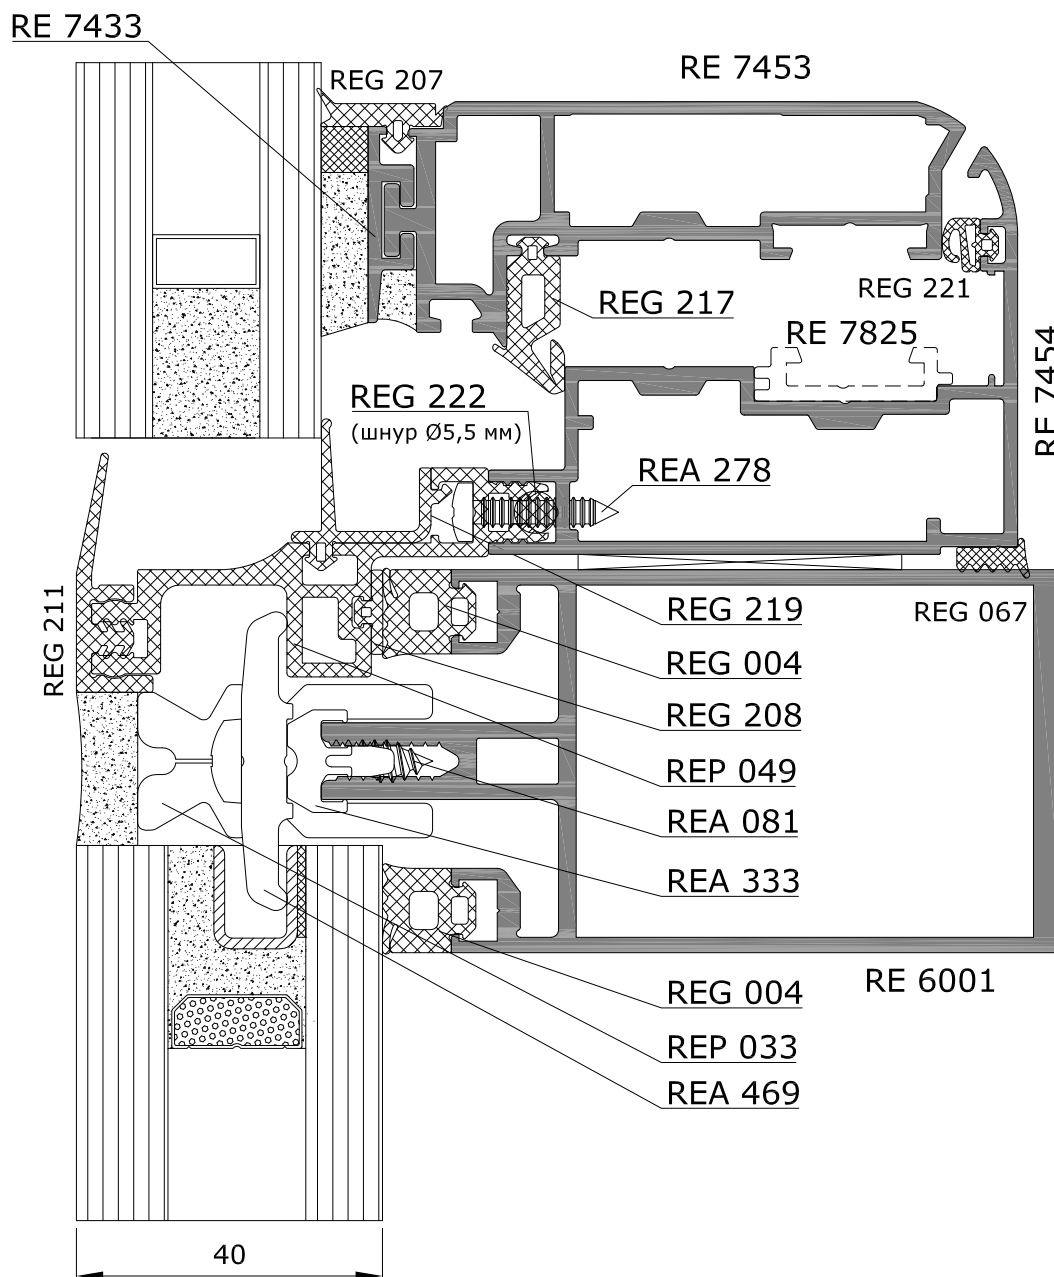 RE 7433
REG 207
RE 7453
REG 221
REG 217
RE 7825
RE 7454
REG 222
(шнур Ø5,5 мм)
REA 278
REG 211
REG 219
REG 067
REG 004
REG 208
REP 049
REA 081
REA 333
RE 6001
REG 004
REP 033
REA 469
40